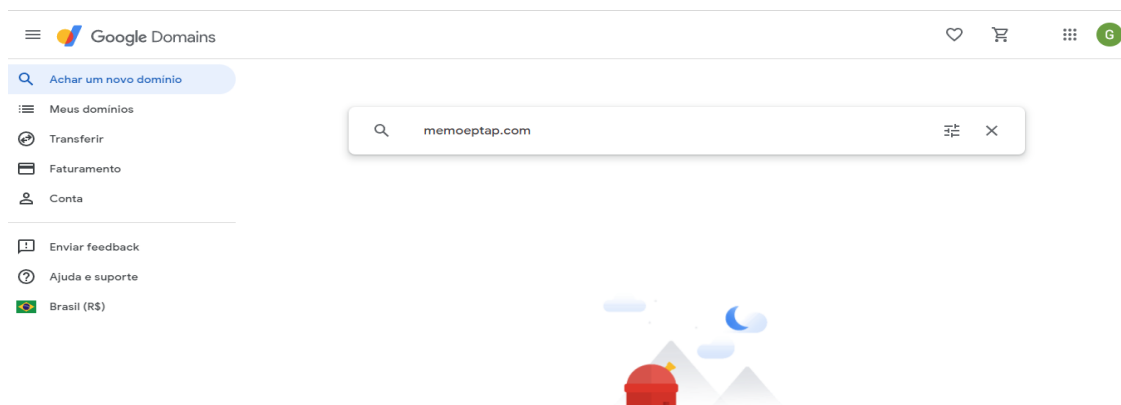 Google Domains
G
Achar um novo domínio
Meus domínios
Transferir
Faturamento
Conta
Enviar feedback
Ajuda e suporte
Brasil (R$)
memoeptap.com